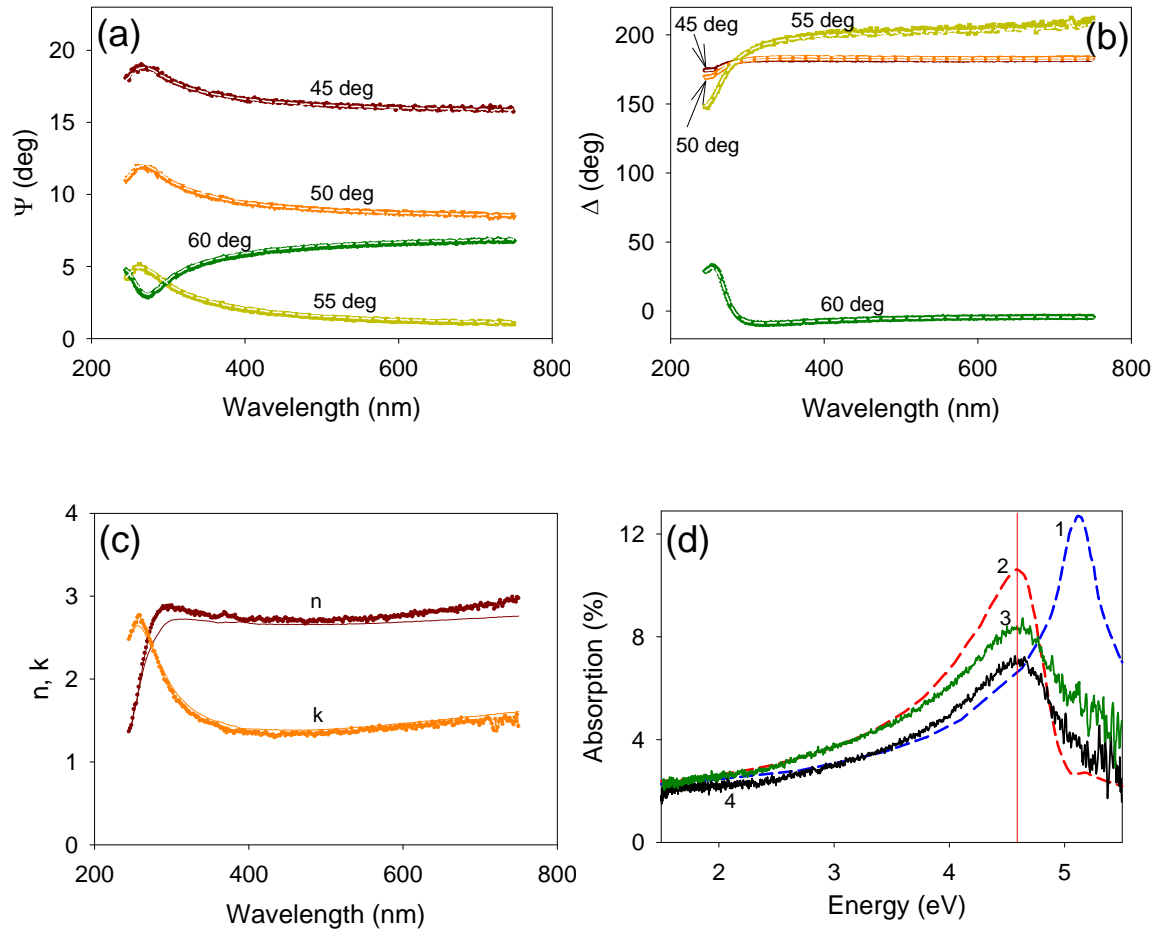 (a)
20
15
10
5
0
Ψ (deg)
45 deg
50 deg
60 deg
55 deg
200 400 600 800
Wavelength (nm)
(b)
200
150
100
50
0
Δ (deg)
45 deg
55 deg
50 deg
60 deg
200 400 600 800
Wavelength (nm)
(c)
4
3
2
1
0
n, k
n
k
200 400 600 800
Wavelength (nm)
(d)
12
8
4
0
Absorption (%)
1
2
3
4
2 3 4 5
Energy (eV)